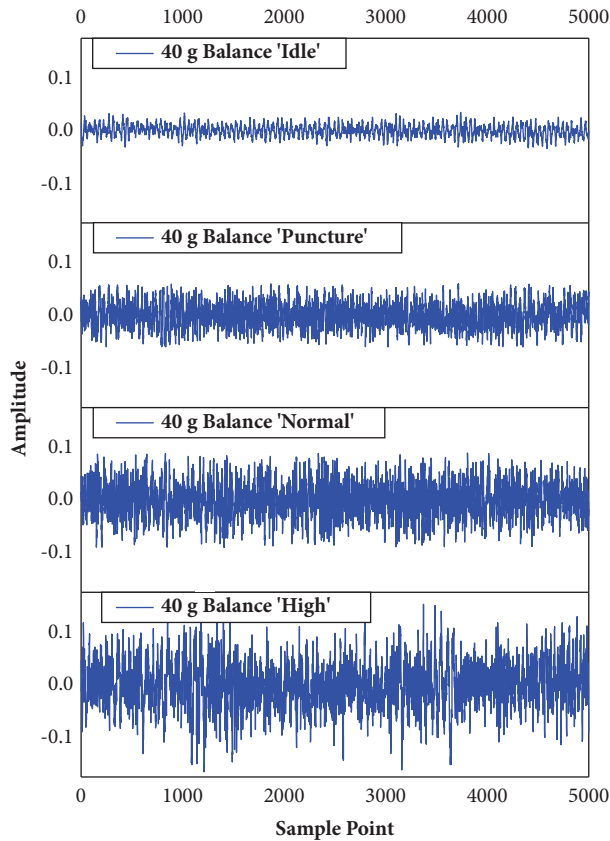 0 1000 2000 3000 4000 5000
40 g Balance 'Idle'
0.1
0.0
-0.1
40 g Balance 'Puncture'
0.1
0.0
-0.1
Amplitude
40 g Balance 'Normal'
0.1
0.0
-0.1
40 g Balance 'High'
0.1
0.0
-0.1
0 1000 2000 3000 4000 5000
Sample Point